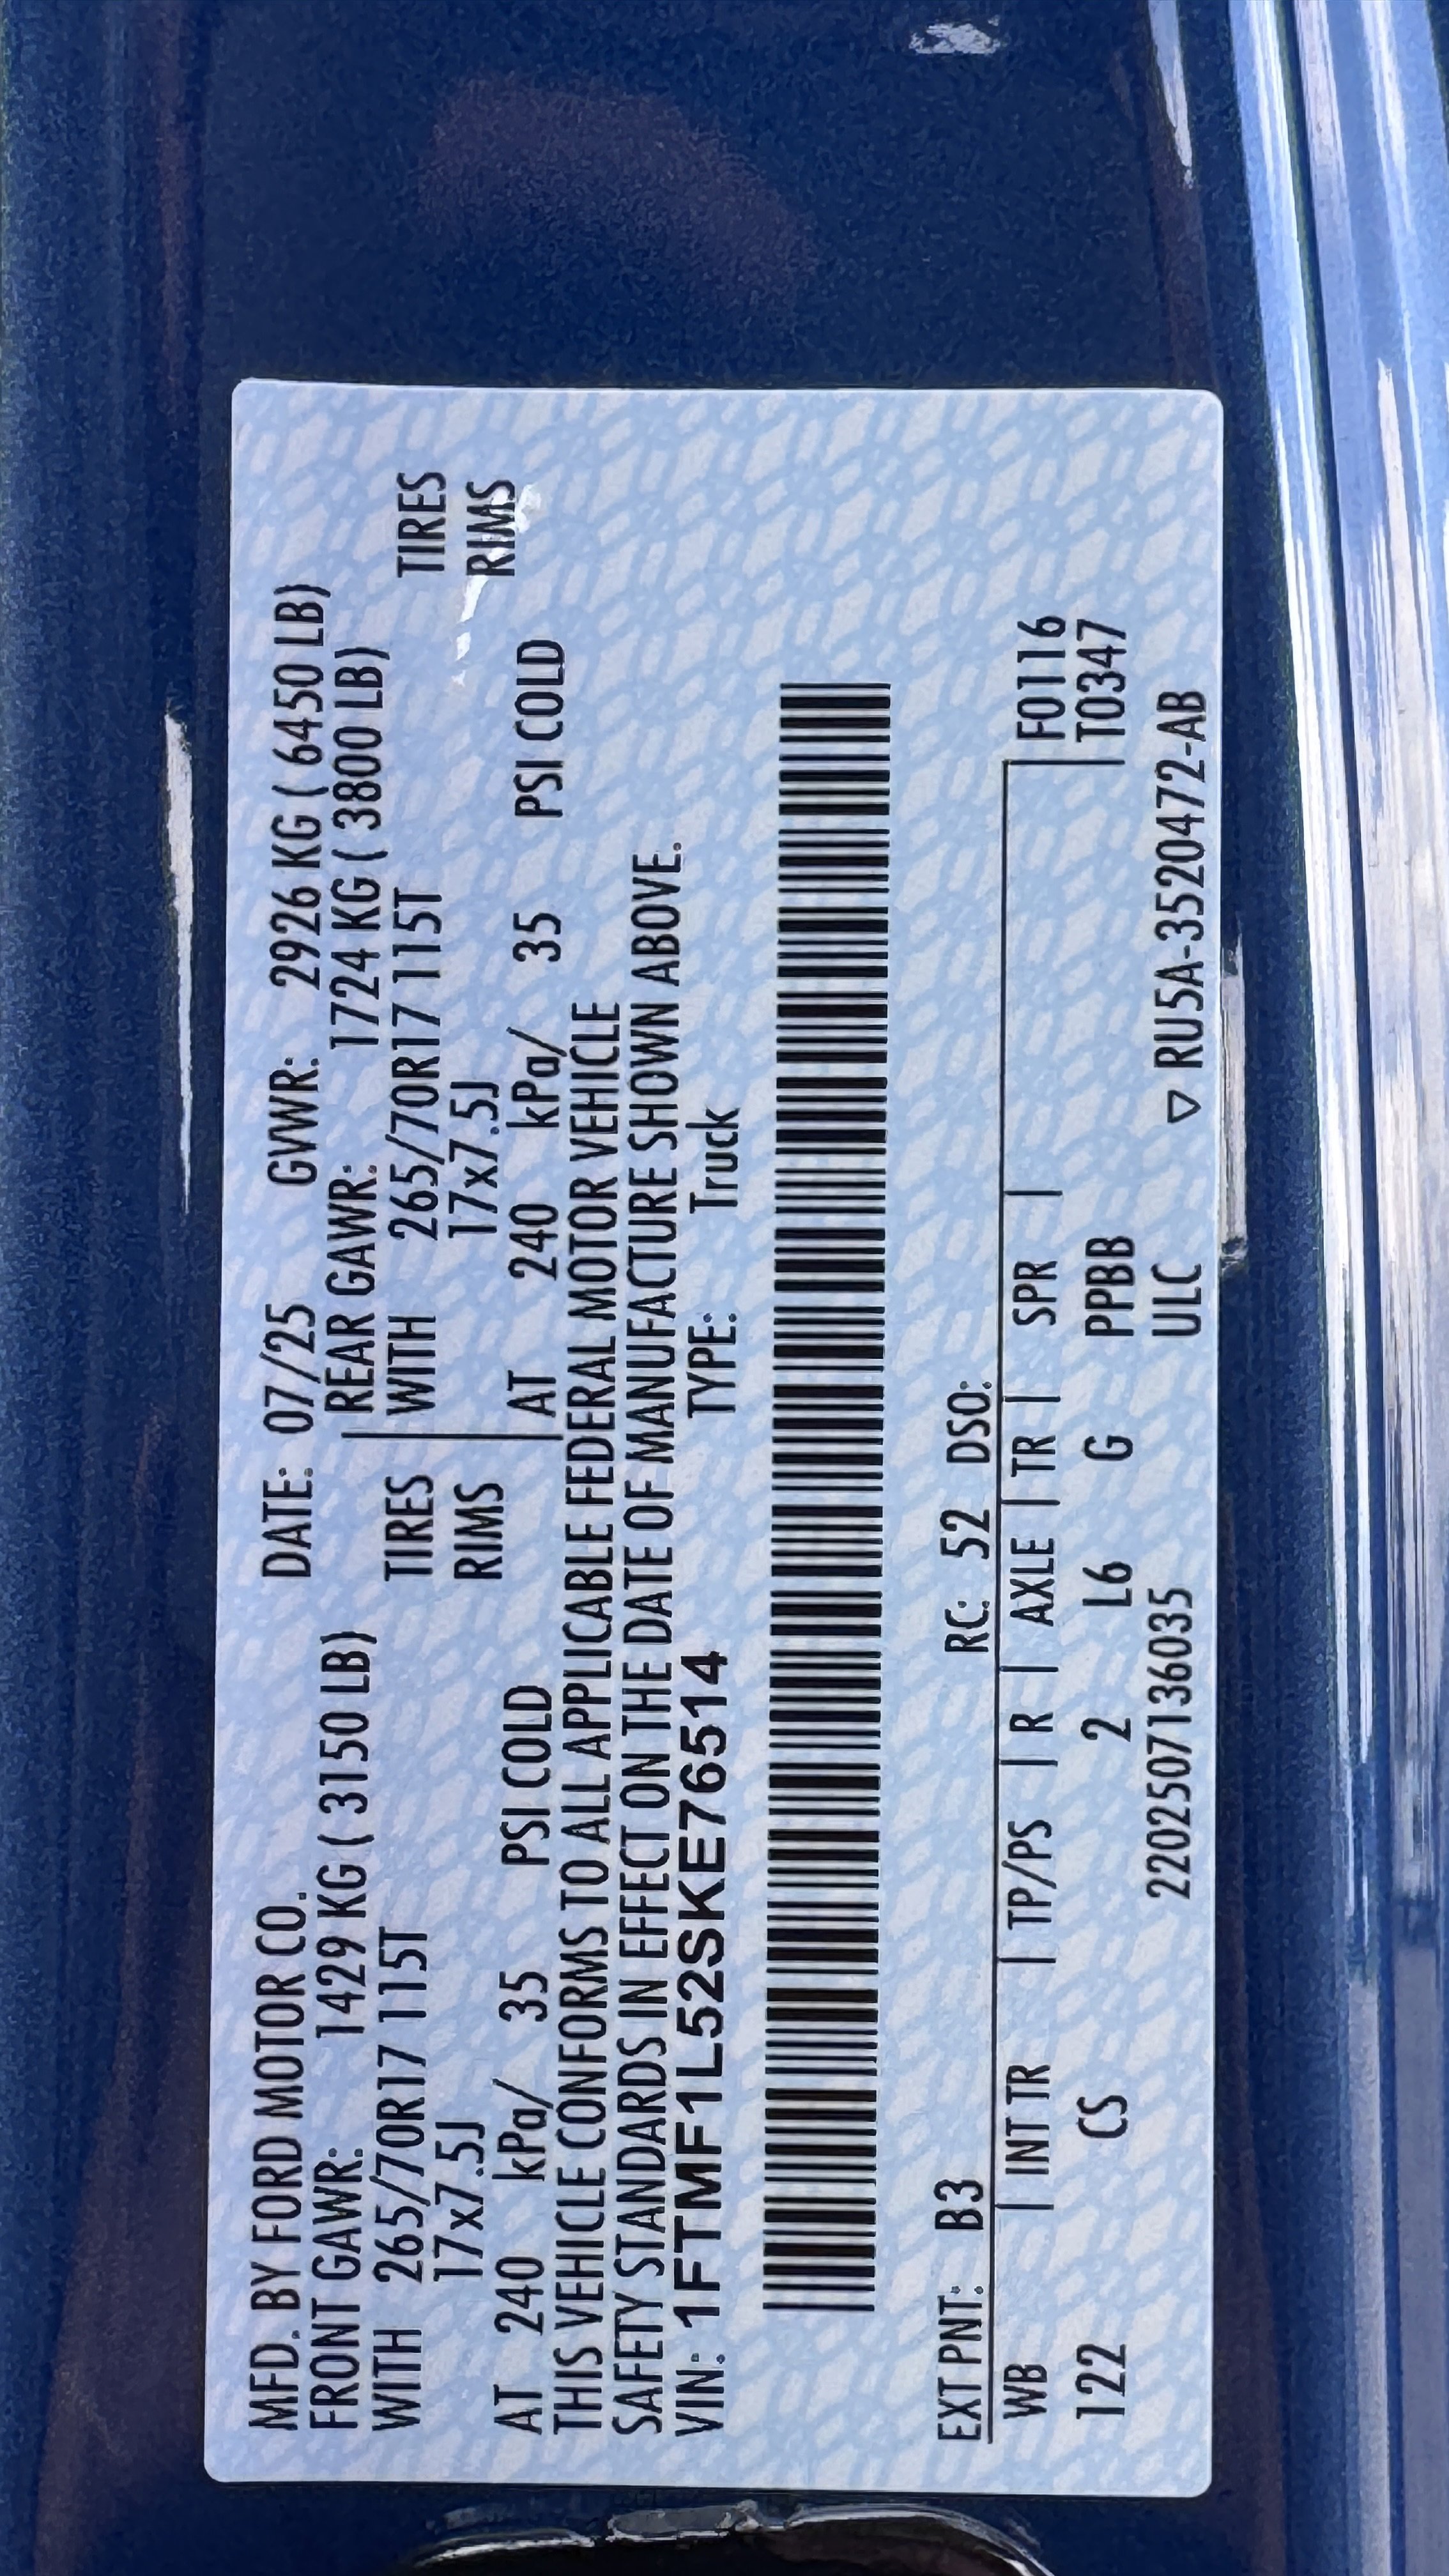 MFD. BY FORD MOTOR CO. DATE: 07/25 GVWR: 2926 KG ( 6450 LB)
FRONT GAWR: 1429 KG ( 3150 LB) REAR GAWR: 1724 KG ( 3800 LB)
WITH 265/70R17 115T TIRES WITH 265/70R17 115T TIRES
17x7.5J RIMS 17x7.5J RIMS
AT 240 kPa/ 35 PSI COLD AT 240 kPa/ 35 PSI COLD
THIS VEHICLE CONFORMS TO ALL APPLICABLE FEDERAL MOTOR VEHICLE
SAFETY STANDARDS IN EFFECT ON THE DATE OF MANUFACTURE SHOWN ABOVE.
VIN: 1FTMF1L52SKE76514 TYPE: Truck
EXT PNT: B3 RC: 52 DSO:
WB | INT TR | TP/PS | R | AXLE | TR | SPR | F0116
122 CS 2 L6 G PPBB T0347
2202507136035 ULC ▽ RU5A-3520472-AB